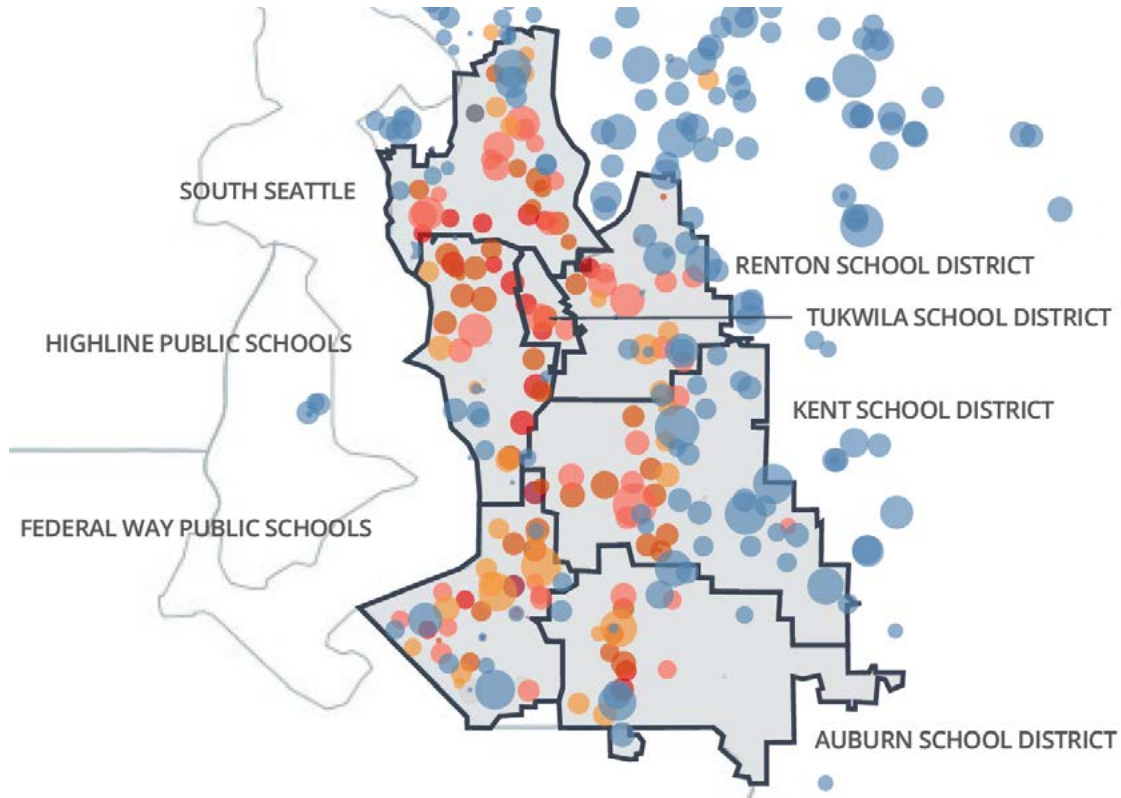 SOUTH SEATTLE
RENTON SCHOOL DISTRICT
TUKWILA SCHOOL DISTRICT
HIGHLINE PUBLIC SCHOOLS
KENT SCHOOL DISTRICT
FEDERAL WAY PUBLIC SCHOOLS
AUBURN SCHOOL DISTRICT